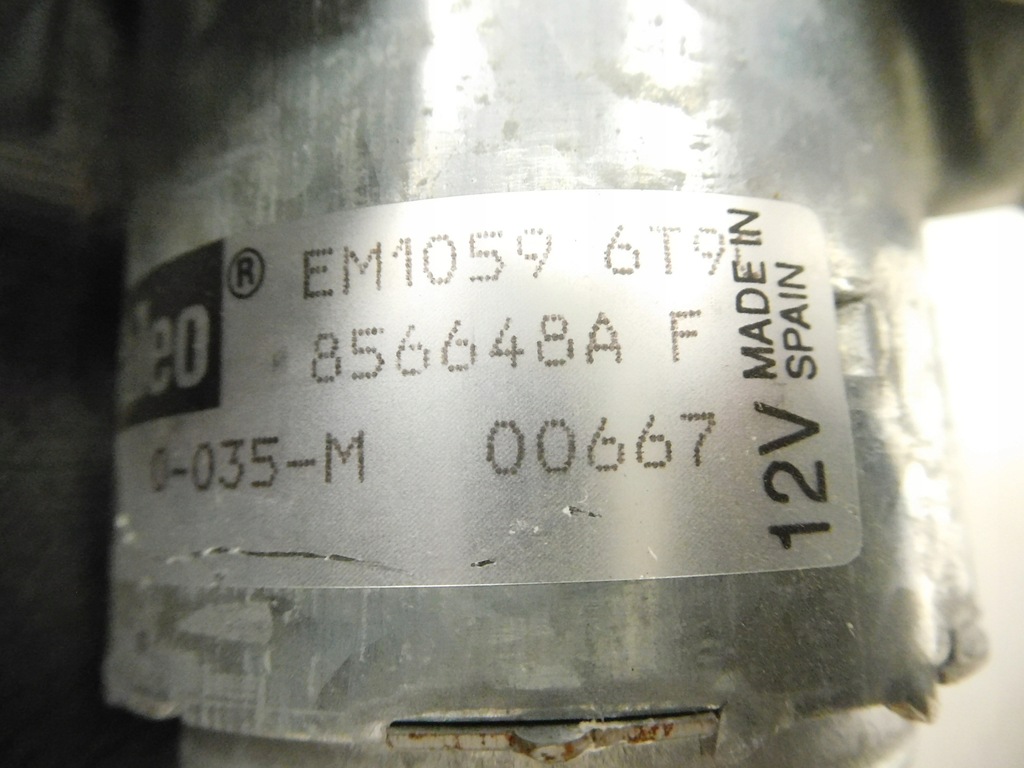 ® EM1059 6T9
856648A F
0-035-M 00667
12V MADE IN
SPAIN